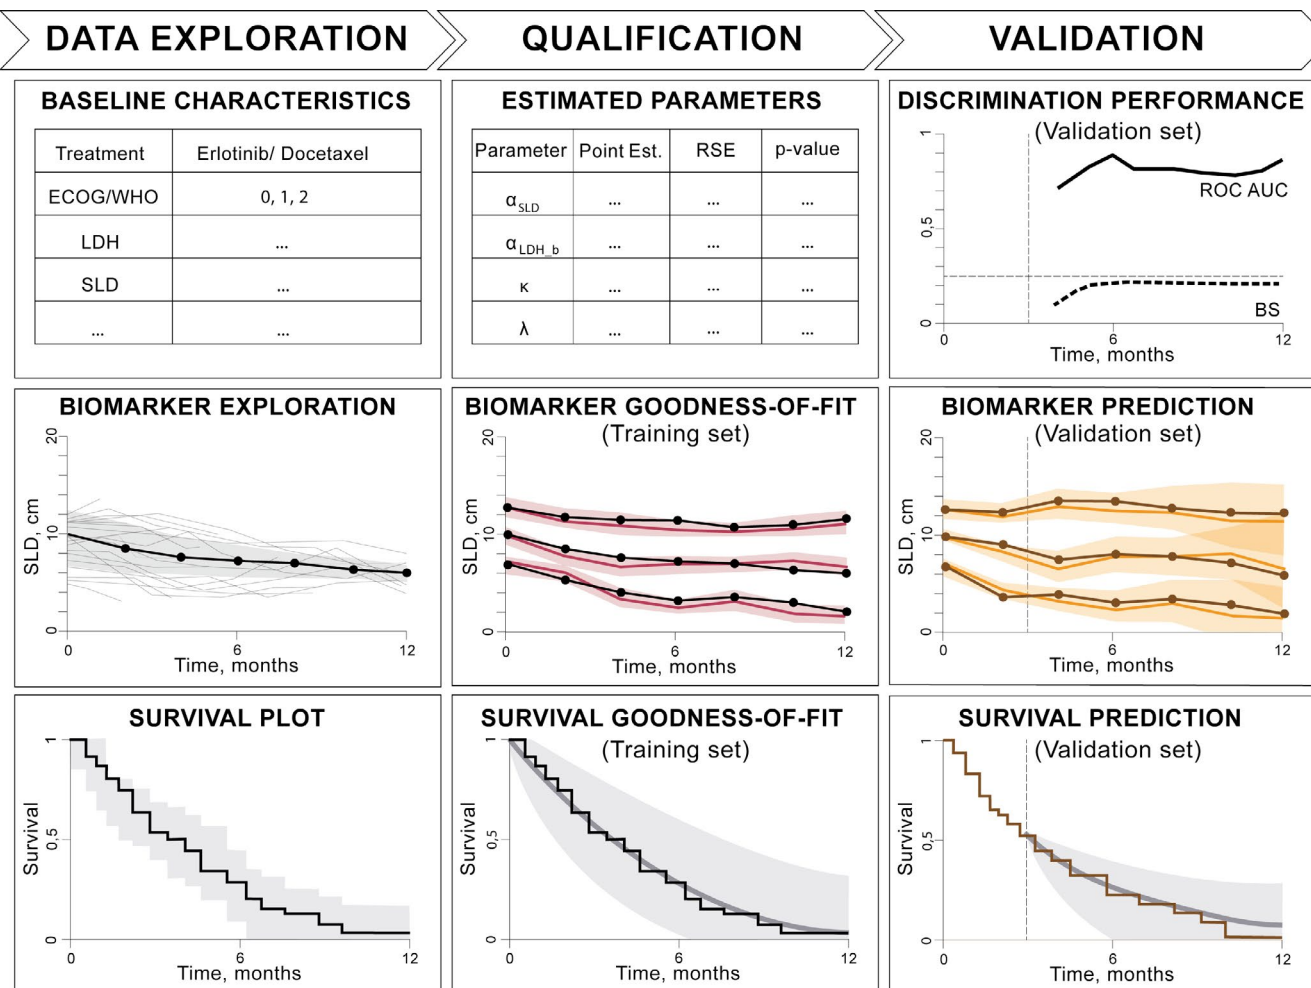 DATA EXPLORATION
QUALIFICATION
VALIDATION
BASELINE CHARACTERISTICS
Treatment Erlotinib/ Docetaxel
ECOG/WHO 0, 1, 2
LDH ...
SLD ...
... ...
ESTIMATED PARAMETERS
Parameter Point Est. RSE p-value
α_SLD ... ... ...
α_LDH_b ... ... ...
κ ... ... ...
λ ... ... ...
DISCRIMINATION PERFORMANCE
(Validation set)
1
0,5
0
ROC AUC
BS
0 6 12
Time, months
BIOMARKER EXPLORATION
20
10
0
SLD, cm
0 6 12
Time, months
BIOMARKER GOODNESS-OF-FIT
(Training set)
20
10
0
SLD, cm
0 6 12
Time, months
BIOMARKER PREDICTION
(Validation set)
20
10
0
SLD, cm
0 6 12
Time, months
SURVIVAL PLOT
1
0,5
0
Survival
0 6 12
Time, months
SURVIVAL GOODNESS-OF-FIT
(Training set)
1
0,5
0
Survival
0 6 12
Time, months
SURVIVAL PREDICTION
(Validation set)
1
0,5
0
Survival
0 6 12
Time, months